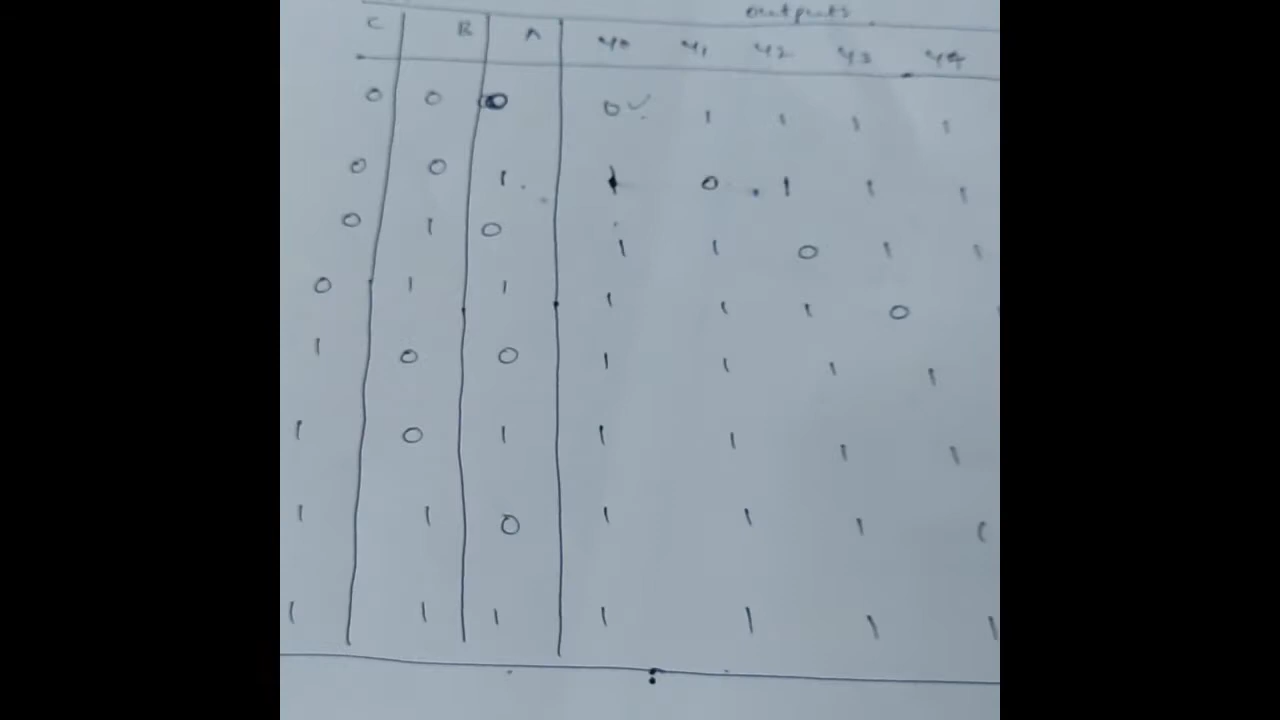 outputs
C B A Y0 Y1 Y2 Y3 Y4
0 0 0 0 1 1 1 1
0 0 1 1 0 1 1 1
0 1 0 1 1 0 1 1
0 1 1 1 1 1 0
1 0 0 1 1 1 1
1 0 1 1 1 1 1
1 1 0 1 1 1 1
1 1 1 1 1 1 1